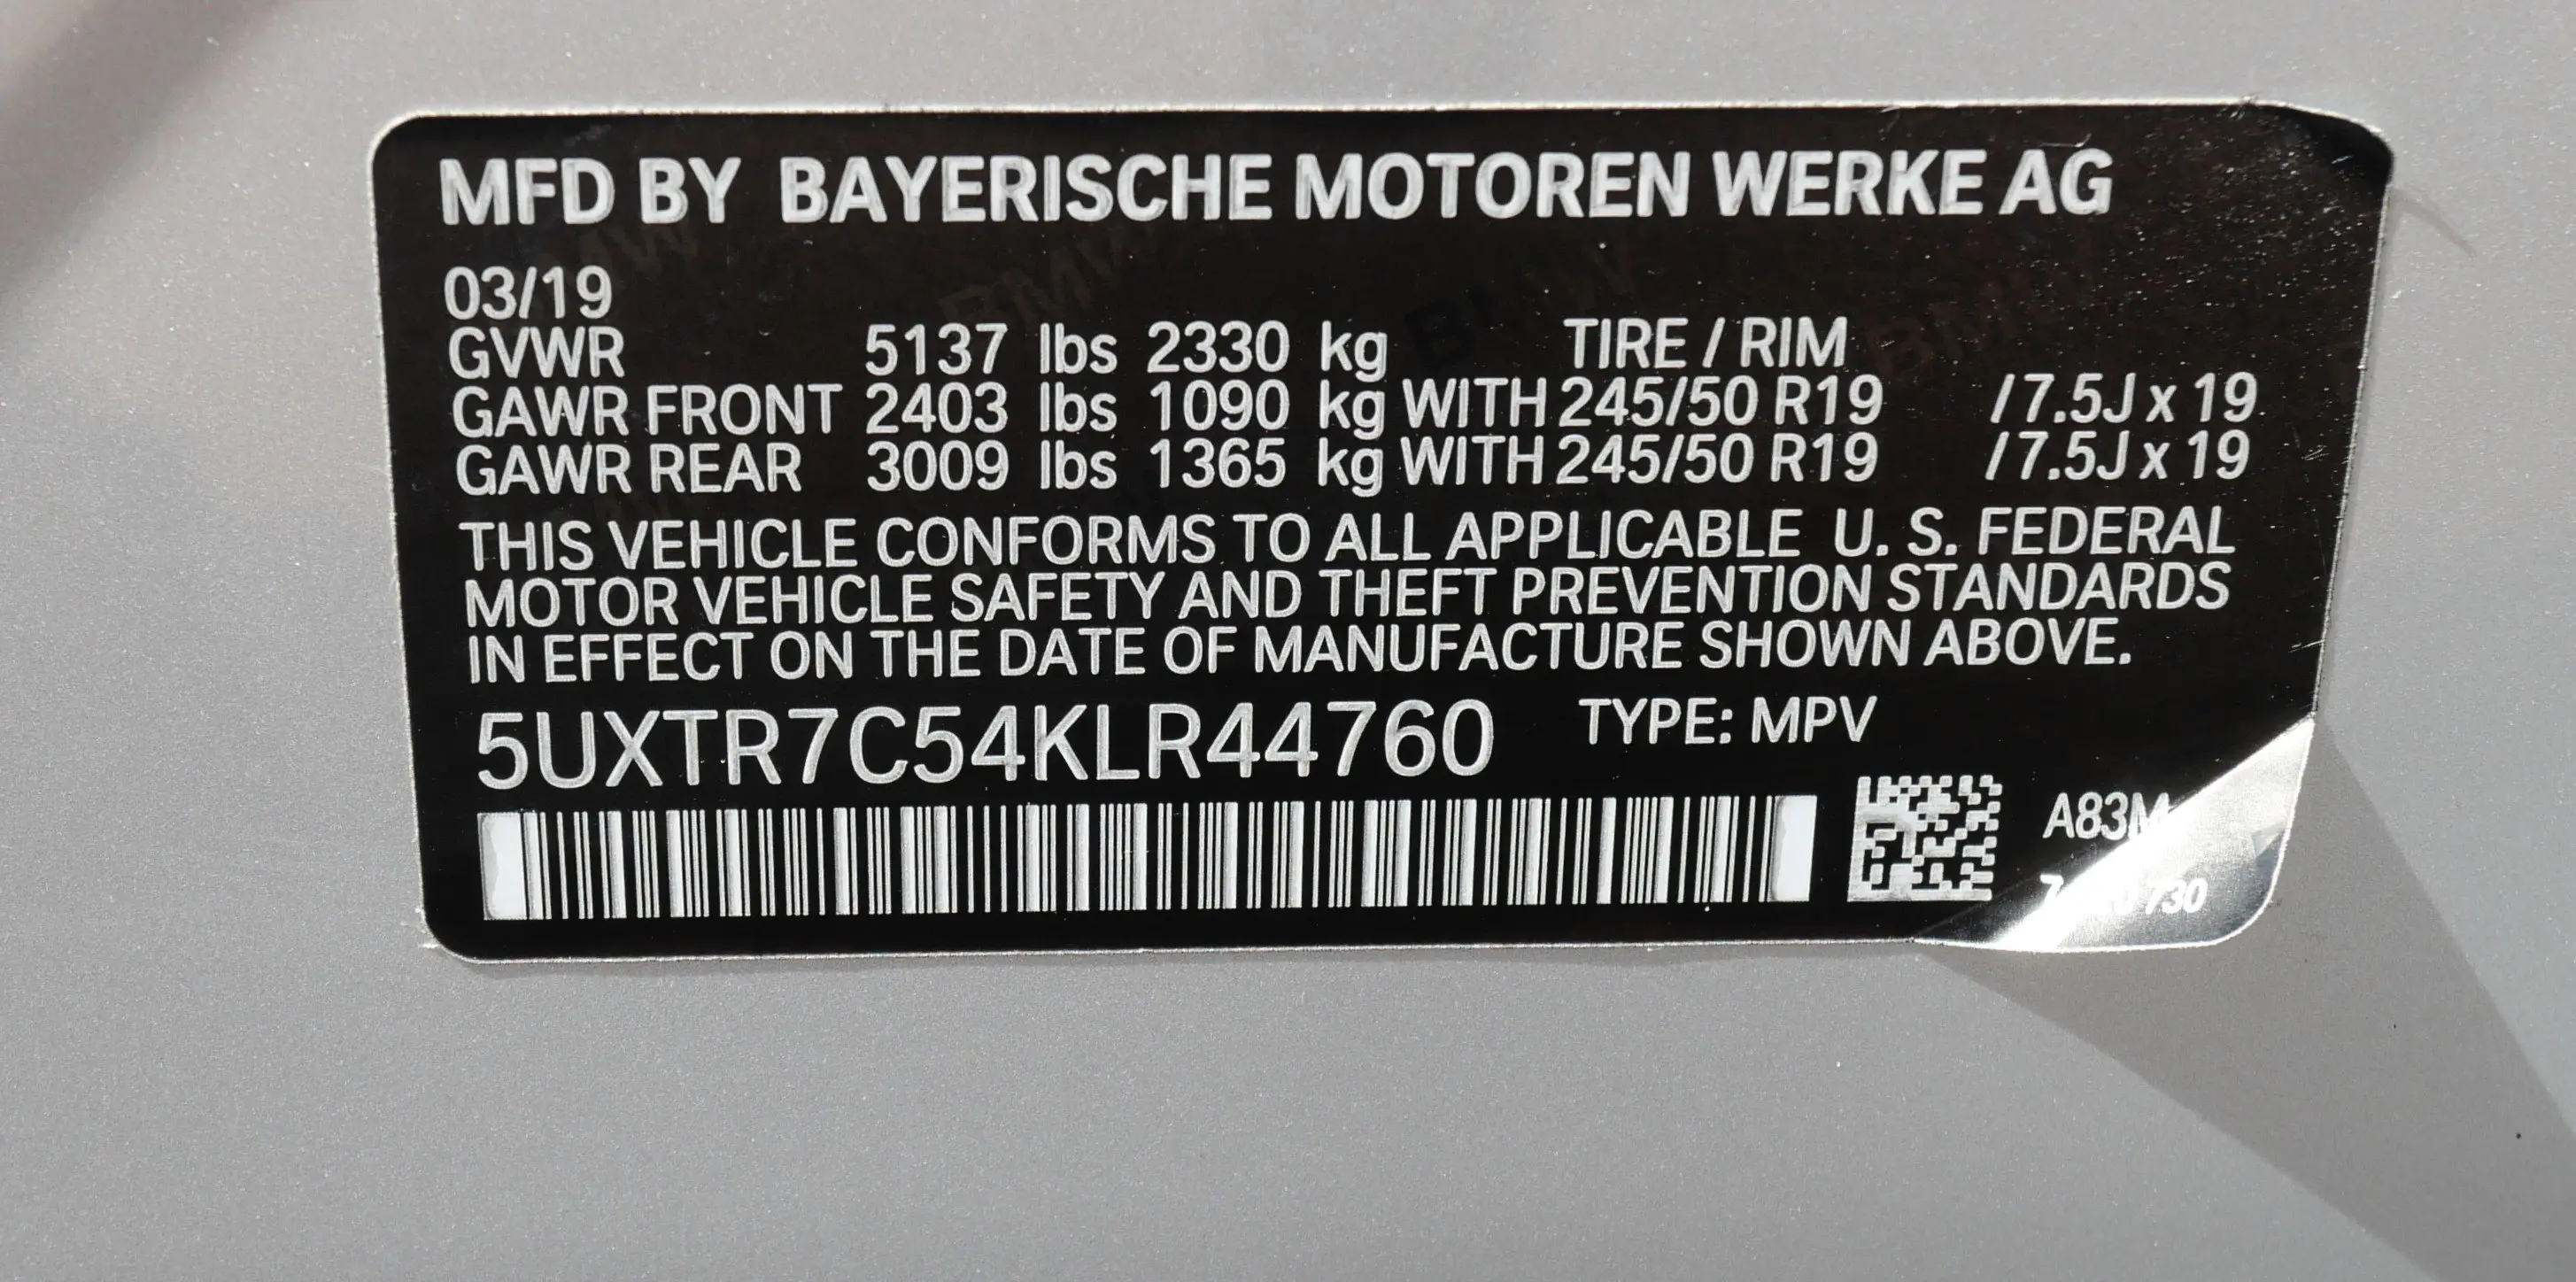 MFD BY BAYERISCHE MOTOREN WERKE AG
03/19
GVWR 5137 lbs 2330 kg TIRE / RIM
GAWR FRONT 2403 lbs 1090 kg WITH 245/50 R19 / 7.5J x 19
GAWR REAR 3009 lbs 1365 kg WITH 245/50 R19 / 7.5J x 19
THIS VEHICLE CONFORMS TO ALL APPLICABLE U. S. FEDERAL
MOTOR VEHICLE SAFETY AND THEFT PREVENTION STANDARDS
IN EFFECT ON THE DATE OF MANUFACTURE SHOWN ABOVE.
5UXTR7C54KLR44760 TYPE: MPV
A83M